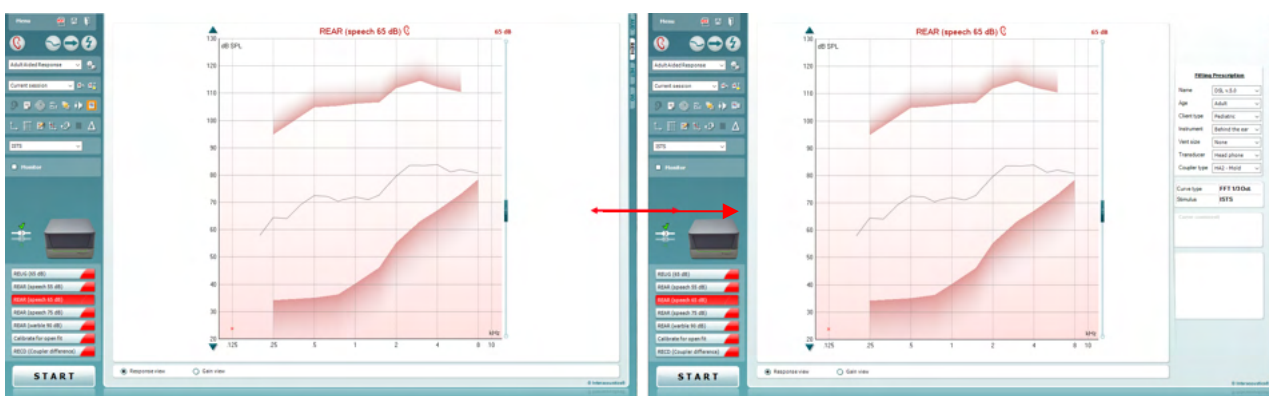 Menu
REAR (speech 65 dB)
65 dB
Adult Aided Response
Current session
ISTS
Monitor
REUG (65 dB)
REAR (speech 55 dB)
REAR (speech 65 dB)
REAR (speech 75 dB)
REAR (warble 90 dB)
Calibrate for open fit
RECD (Coupler difference)
START
dB SPL
130
120
110
100
90
80
70
60
50
40
30
20
.125
.25
.5
1
2
4
8
10
kHz
Response view
Gain view
Menu
REAR (speech 65 dB)
65 dB
Adult Aided Response
Current session
ISTS
Monitor
REUG (65 dB)
REAR (speech 55 dB)
REAR (speech 65 dB)
REAR (speech 75 dB)
REAR (warble 90 dB)
Calibrate for open fit
RECD (Coupler difference)
START
dB SPL
130
120
110
100
90
80
70
60
50
40
30
20
.125
.25
.5
1
2
4
8
10
kHz
Response view
Gain view
Fitting Prescription
Name DSL v.5.0
Age Adult
Client type Pediatric
Instrument Behind the ear
Vent size None
Transducer Head phone
Coupler type HA2 - Mold
Curve type FFT 1/3 Oct
Stimulus ISTS